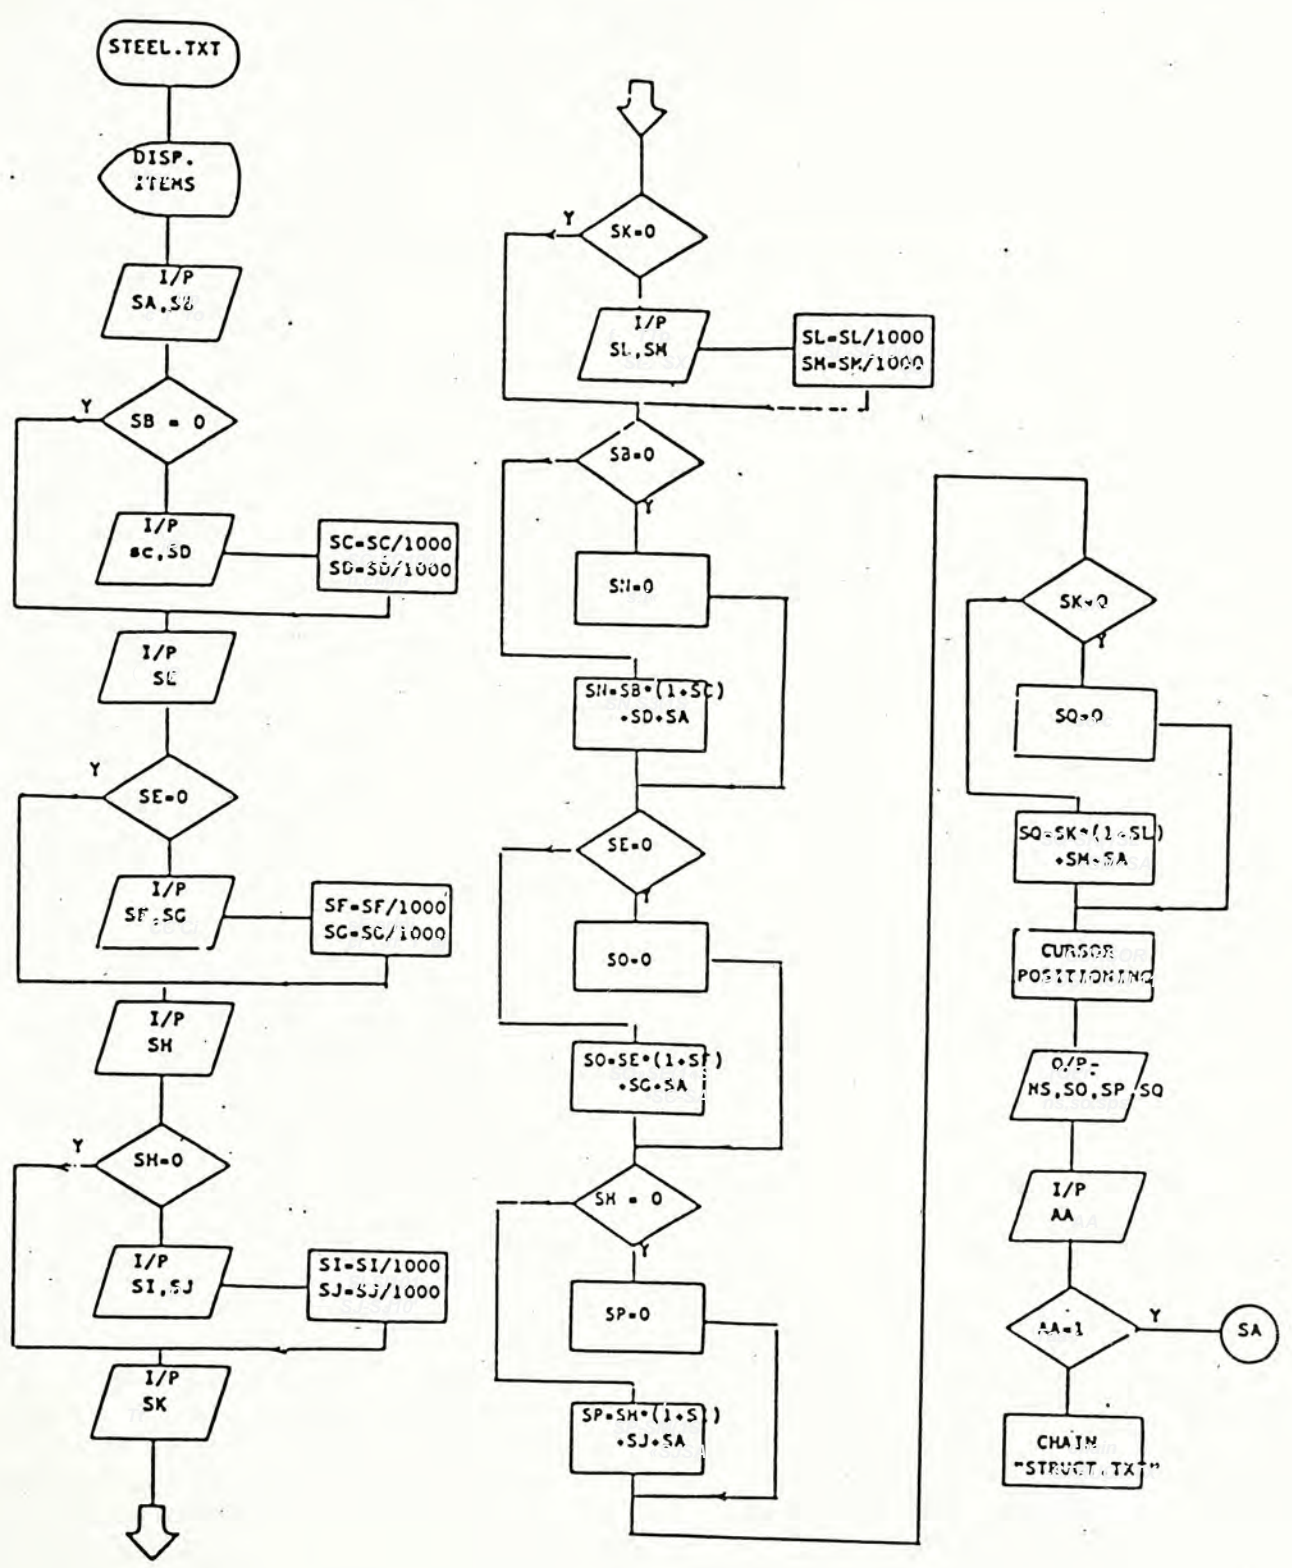 STEEL.TXT
DISP.
ITEMS
I/P
SA,SB
Y
SB = 0
I/P
sc,SD
SC=SC/1000
SD=SD/1000
I/P
SE
Y
SE=0
I/P
SF,SG
SF=SF/1000
SG=SG/1000
I/P
SH
Y
SH=0
I/P
SI,SJ
SI=SI/1000
SJ=SJ/1000
I/P
SK
Y
SK=0
I/P
SL,SM
SL=SL/1000
SM=SM/1000
SB=0
Y
SN=0
SN=SB*(1+SC)
+SD+SA
SE=0
Y
SO=0
SO=SE*(1+SF)
+SG+SA
SH = 0
Y
SP=0
SP=SH*(1+SI)
+SJ+SA
SK=0
Y
SQ=0
SQ=SK*(1+SL)
+SM+SA
CURSOR
POSITIONING
O/P-
NS,SO,SP,SQ
I/P
AA
AA=1
Y
SA
CHAIN
"STRUCT.TXT"